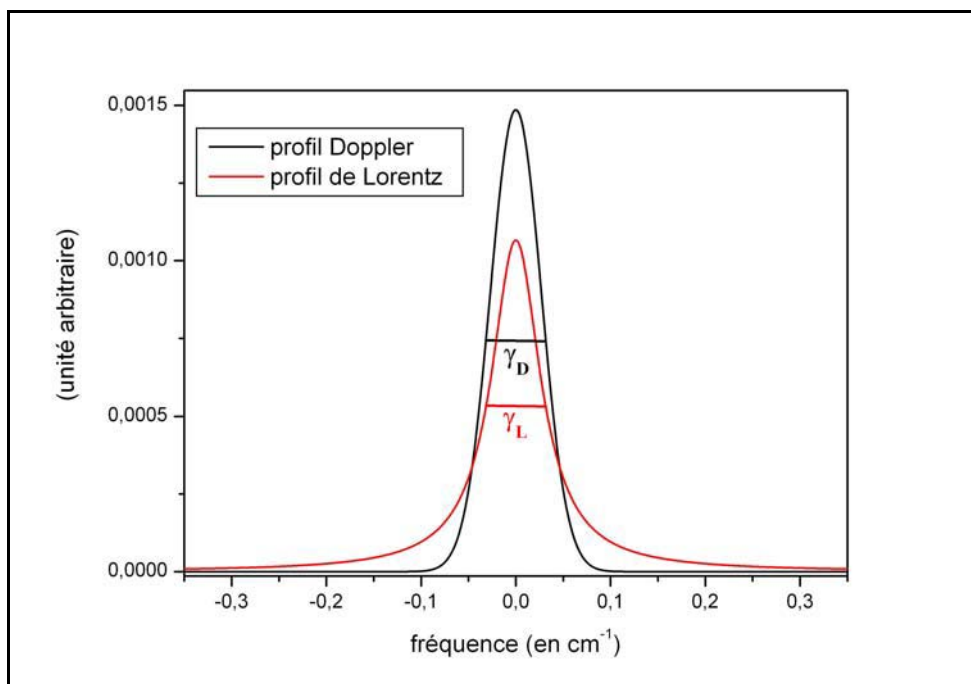 0,0015
profil Doppler
profil de Lorentz
0,0010
(unité arbitraire)
γD
0,0005
γL
0,0000
-0,3 -0,2 -0,1 0,0 0,1 0,2 0,3
fréquence (en cm⁻¹)